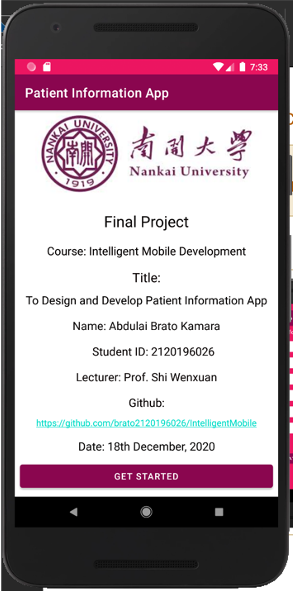 7:33
Patient Information App
NANKAI UNIVERSITY
南開
1919
南開大學
Nankai University
Final Project
Course: Intelligent Mobile Development
Title:
To Design and Develop Patient Information App
Name: Abdulai Brato Kamara
Student ID: 2120196026
Lecturer: Prof. Shi Wenxuan
Github:
https://github.com/brato2120196026/IntelligentMobile
Date: 18th December, 2020
GET STARTED